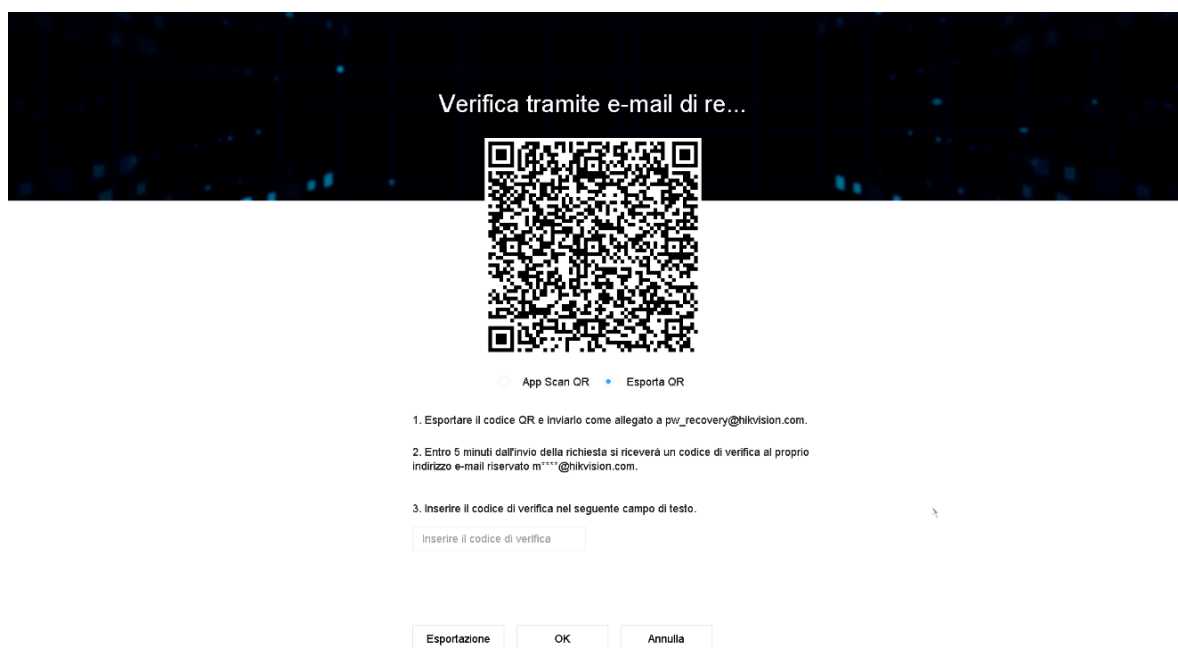 Verifica tramite e-mail di re...
App Scan QR
Esporta QR
1. Esportare il codice QR e inviarlo come allegato a pw_recovery@hikvision.com.
2. Entro 5 minuti dall'invio della richiesta si riceverà un codice di verifica al proprio
indirizzo e-mail riservato m****@hikvision.com.
3. Inserire il codice di verifica nel seguente campo di testo.
Inserire il codice di verifica
Esportazione
OK
Annulla